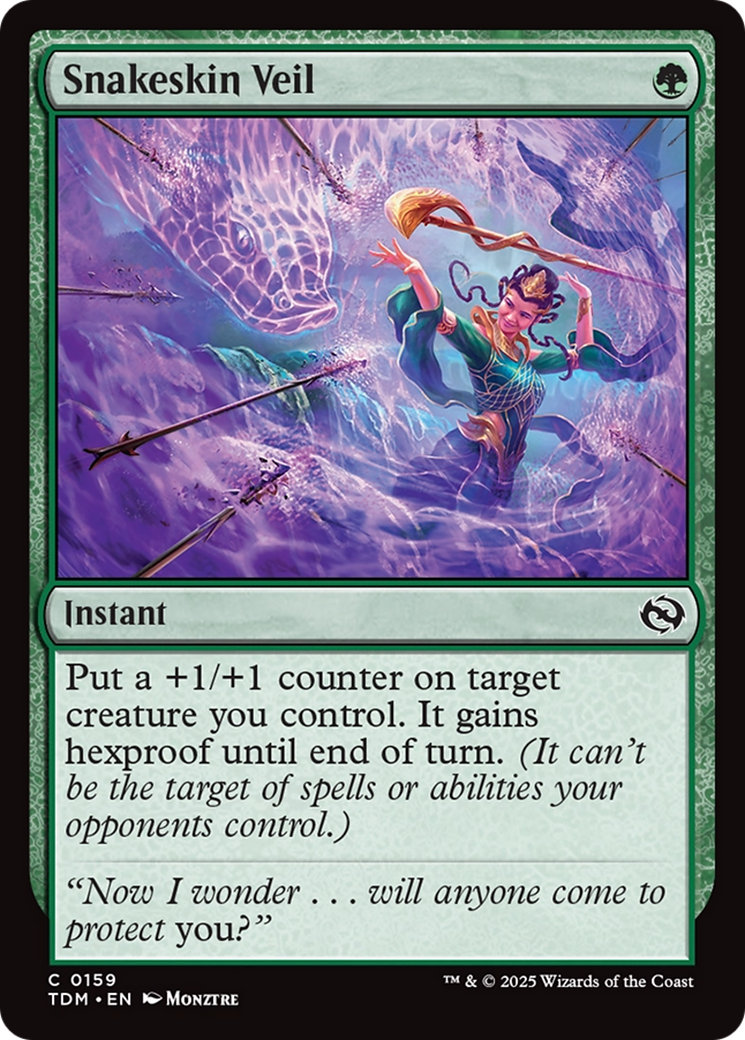 Snakeskin Veil
Instant
Put a +1/+1 counter on target
creature you control. It gains
hexproof until end of turn. (It can’t
be the target of spells or abilities your
opponents control.)
“Now I wonder . . . will anyone come to
protect you?”
C 0159
TDM • EN Monztre
™ & © 2025 Wizards of the Coast